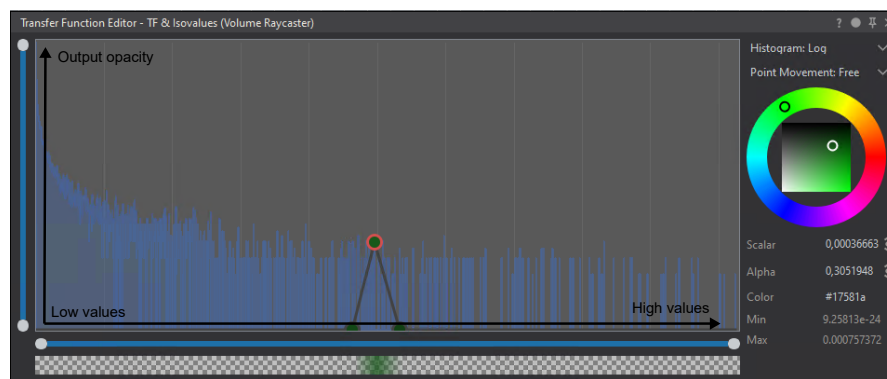 Transfer Function Editor - TF & Isovalues (Volume Raycaster)
?
Output opacity
Low values
High values
Histogram: Log
Point Movement: Free
Scalar 0,00036663
Alpha 0,3051948
Color #17581a
Min 9.25813e-24
Max 0.000757372